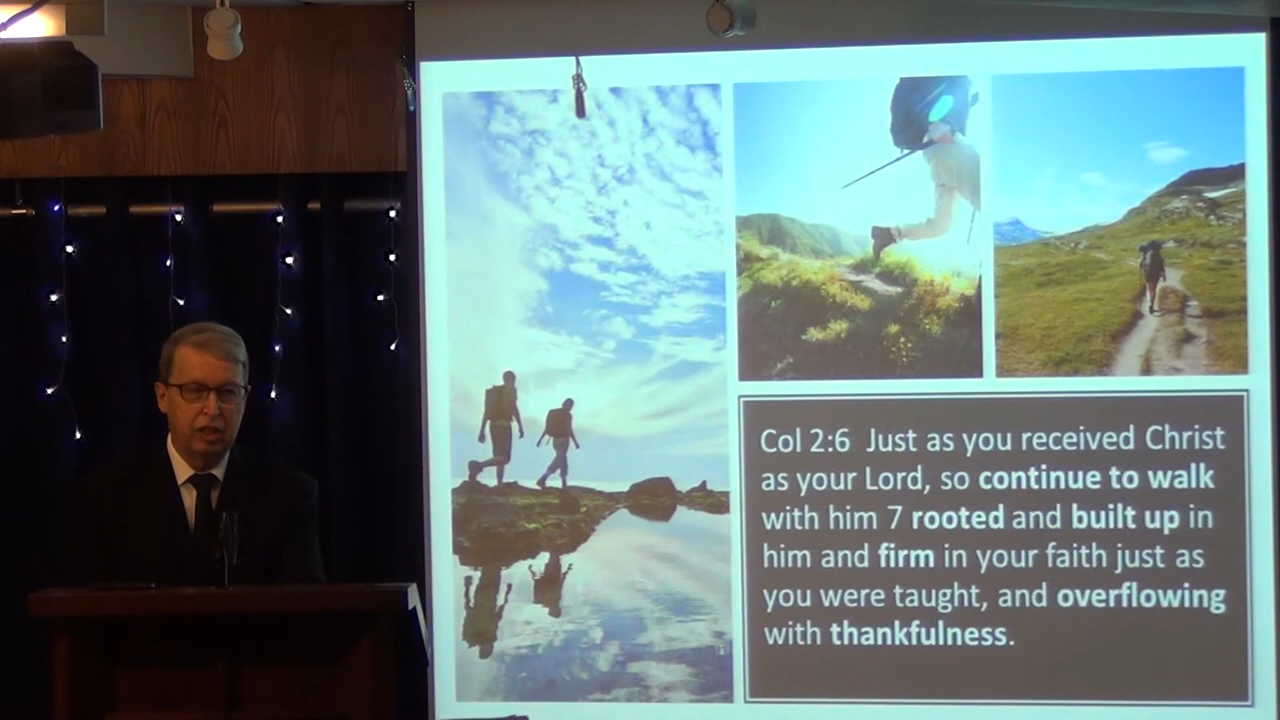 Col 2:6 Just as you received Christ
as your Lord, so continue to walk
with him 7 rooted and built up in
him and firm in your faith just as
you were taught, and overflowing
with thankfulness.